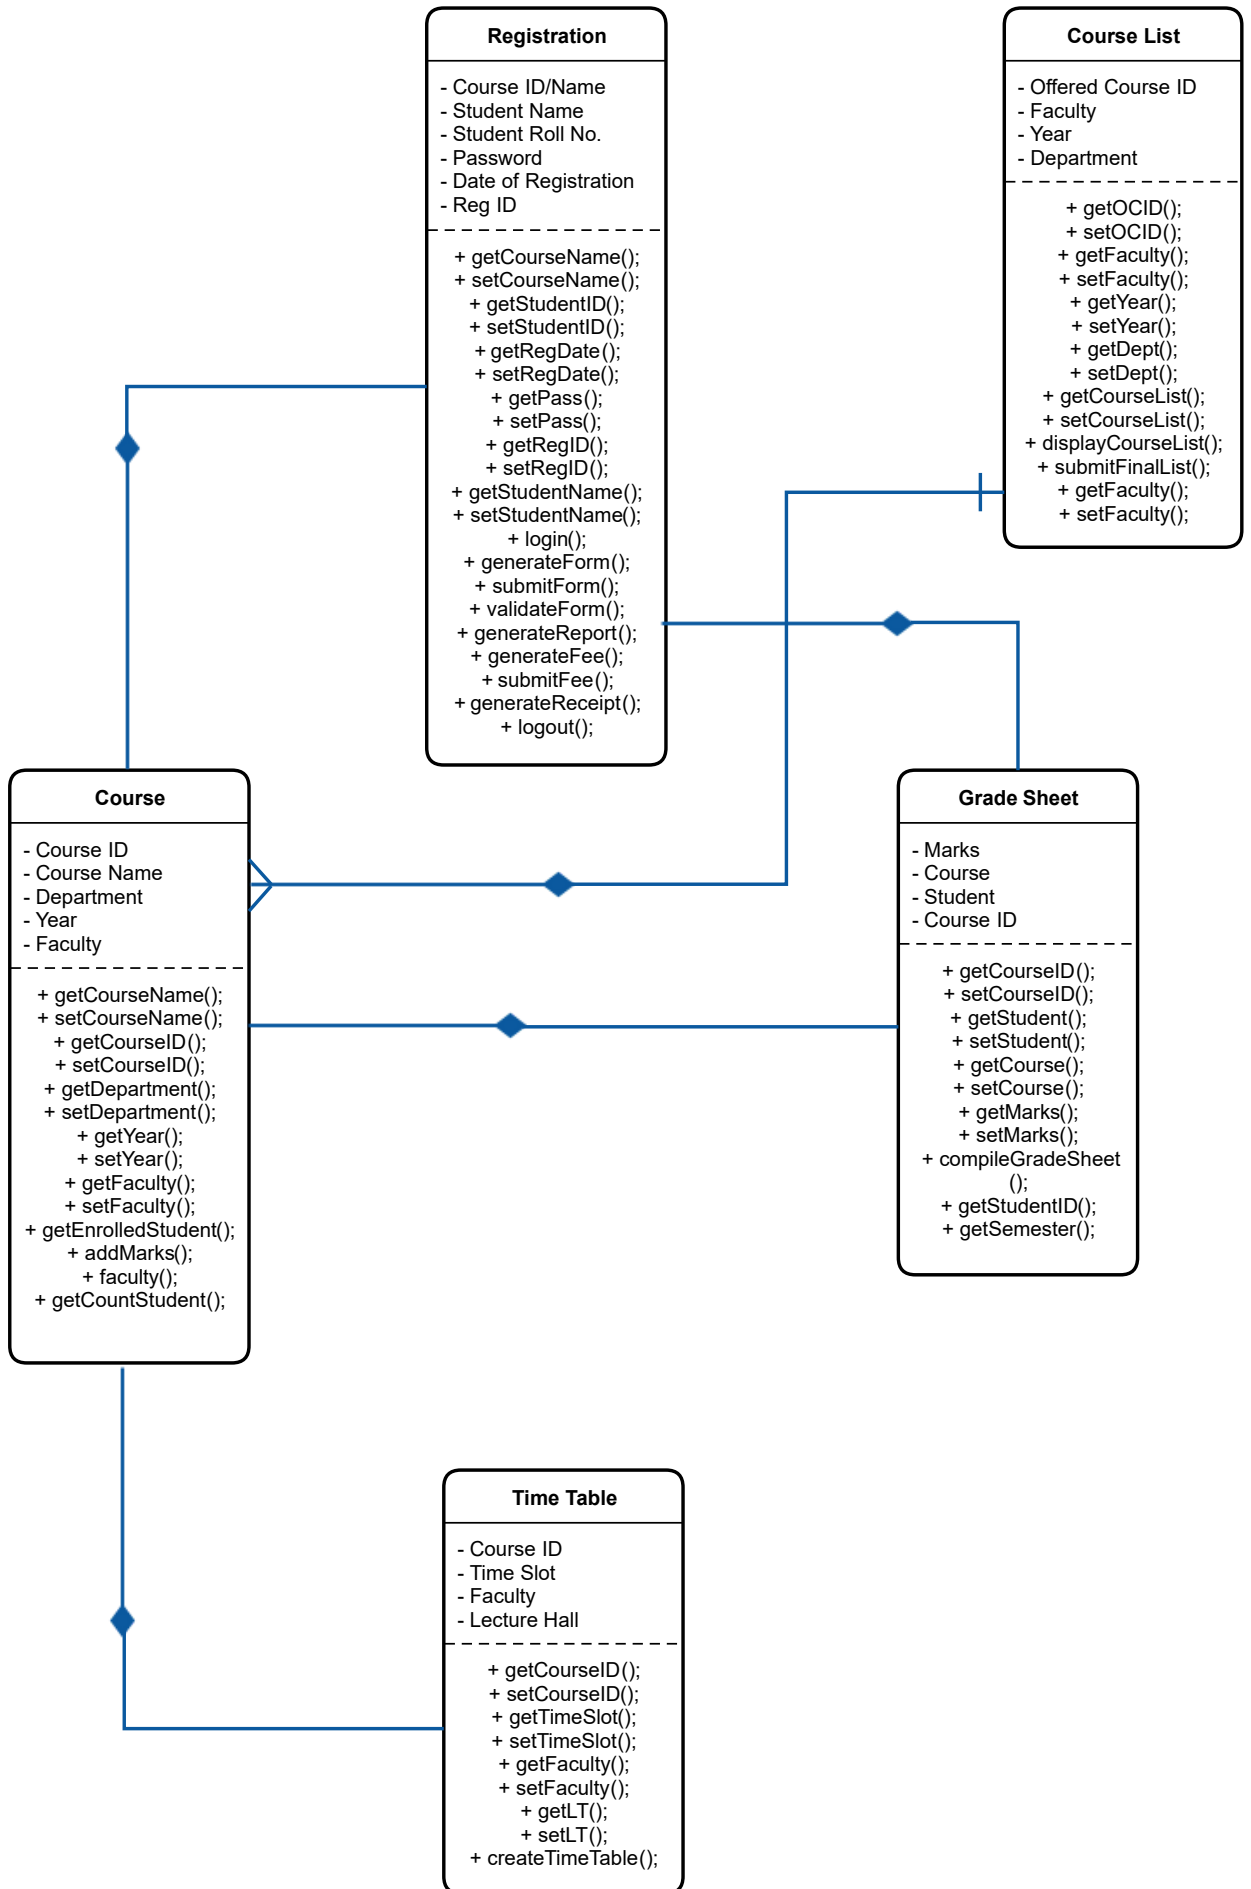 Registration
- Course ID/Name
- Student Name
- Student Roll No.
- Password
- Date of Registration
- Reg ID
+ getCourseName();
+ setCourseName();
+ getStudentID();
+ setStudentID();
+ getRegDate();
+ setRegDate();
+ getPass();
+ setPass();
+ getRegID();
+ setRegID();
+ getStudentName();
+ setStudentName();
+ login();
+ generateForm();
+ submitForm();
+ validateForm();
+ generateReport();
+ generateFee();
+ submitFee();
+ generateReceipt();
+ logout();
Course List
- Offered Course ID
- Faculty
- Year
- Department
+ getOCID();
+ setOCID();
+ getFaculty();
+ setFaculty();
+ getYear();
+ setYear();
+ getDept();
+ setDept();
+ getCourseList();
+ setCourseList();
+ displayCourseList();
+ submitFinalList();
+ getFaculty();
+ setFaculty();
Course
- Course ID
- Course Name
- Department
- Year
- Faculty
+ getCourseName();
+ setCourseName();
+ getCourseID();
+ setCourseID();
+ getDepartment();
+ setDepartment();
+ getYear();
+ setYear();
+ getFaculty();
+ setFaculty();
+ getEnrolledStudent();
+ addMarks();
+ faculty();
+ getCountStudent();
Grade Sheet
- Marks
- Course
- Student
- Course ID
+ getCourseID();
+ setCourseID();
+ getStudent();
+ setStudent();
+ getCourse();
+ setCourse();
+ getMarks();
+ setMarks();
+ compileGradeSheet
();
+ getStudentID();
+ getSemester();
Time Table
- Course ID
- Time Slot
- Faculty
- Lecture Hall
+ getCourseID();
+ setCourseID();
+ getTimeSlot();
+ setTimeSlot();
+ getFaculty();
+ setFaculty();
+ getLT();
+ setLT();
+ createTimeTable();